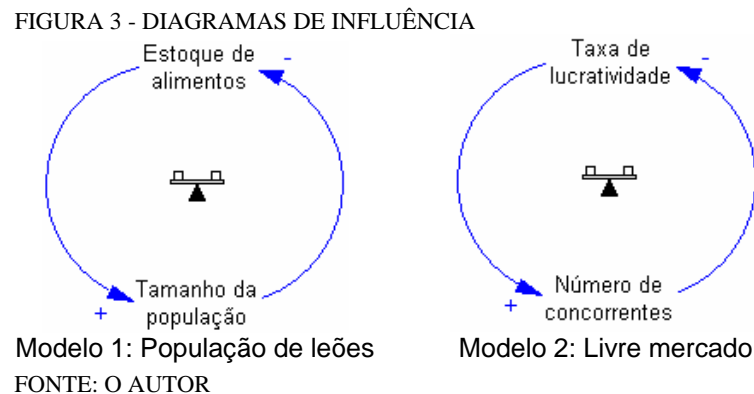 FIGURA 3 - DIAGRAMAS DE INFLUÊNCIA
Estoque de
alimentos
-
Tamanho da
população
+
Taxa de
lucratividade
-
Número de
concorrentes
+
Modelo 1: População de leões
Modelo 2: Livre mercado
FONTE: O AUTOR